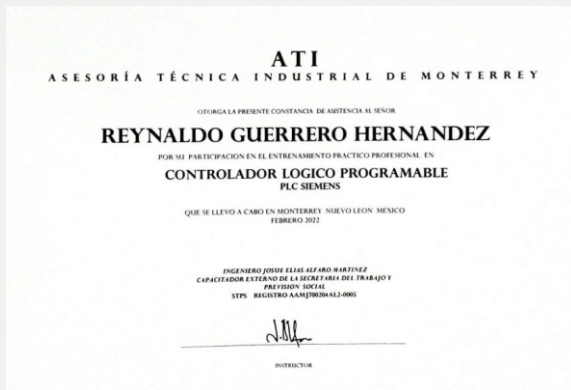 ATI
ASESORÍA TÉCNICA INDUSTRIAL DE MONTERREY
OTORGA LA PRESENTE CONSTANCIA DE ASISTENCIA AL SEÑOR
REYNALDO GUERRERO HERNANDEZ
POR SU PARTICIPACION EN EL ENTRENAMIENTO PRACTICO PROFESIONAL EN
CONTROLADOR LOGICO PROGRAMABLE
PLC SIEMENS
QUE SE LLEVO A CABO EN MONTERREY NUEVO LEON MEXICO
FEBRERO 2022
INGENIERO JOSUE ELIAS ALFARO MARTINEZ
CAPACITADOR EXTERNO DE LA SECRETARIA DEL TRABAJO Y
PREVISION SOCIAL
STPS REGISTRO AAMJ700204AL2-0005
INSTRUCTOR